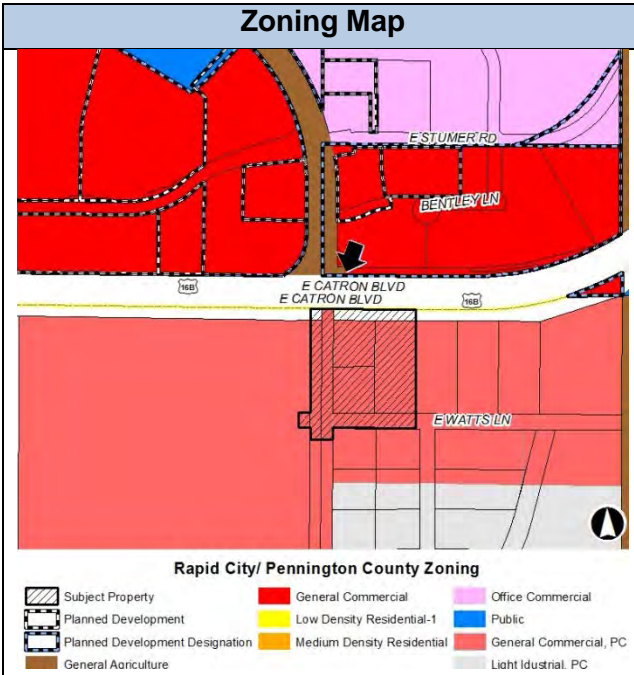 Zoning Map
E STUMER RD
BENTLEY LN
E CATRON BLVD
16B
E CATRON BLVD
16B
E WATTS LN
Rapid City/ Pennington County Zoning
Subject Property
General Commercial
Office Commercial
Planned Development
Low Density Residential-1
Public
Planned Development Designation
Medium Density Residential
General Commercial, PC
General Agriculture
Light Idustrial, PC